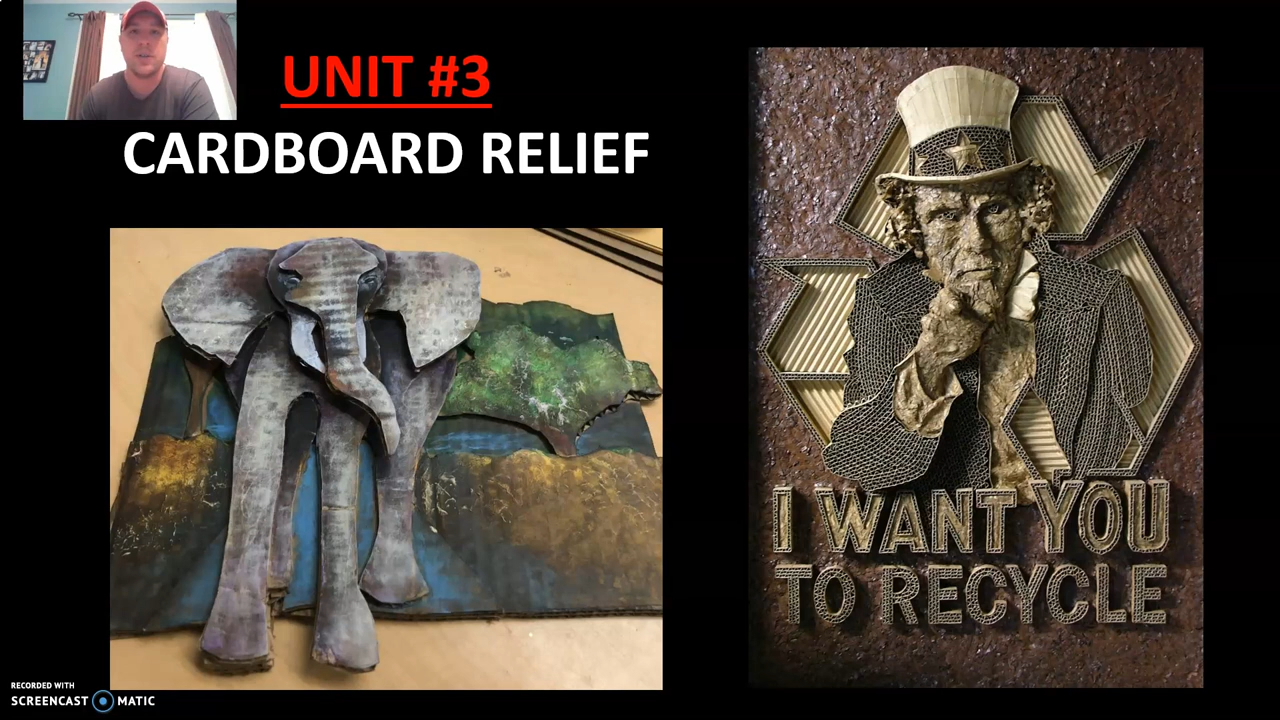 UNIT #3
CARDBOARD RELIEF
I WANT YOU
TO RECYCLE
RECORDED WITH
SCREENCAST MATIC